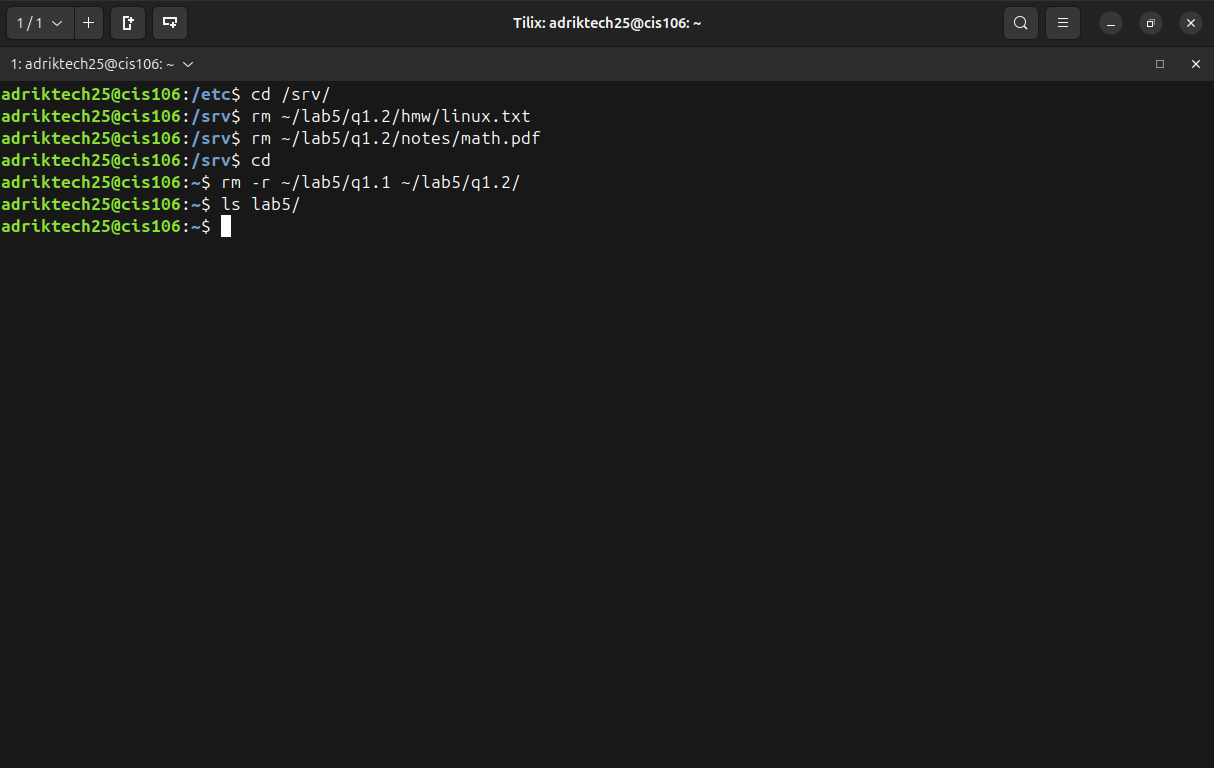 1 / 1
Tilix: adriktech25@cis106: ~
1: adriktech25@cis106: ~
adriktech25@cis106:/etc$ cd /srv/
adriktech25@cis106:/srv$ rm ~/lab5/q1.2/hmw/linux.txt
adriktech25@cis106:/srv$ rm ~/lab5/q1.2/notes/math.pdf
adriktech25@cis106:/srv$ cd
adriktech25@cis106:~$ rm -r ~/lab5/q1.1 ~/lab5/q1.2/
adriktech25@cis106:~$ ls lab5/
adriktech25@cis106:~$